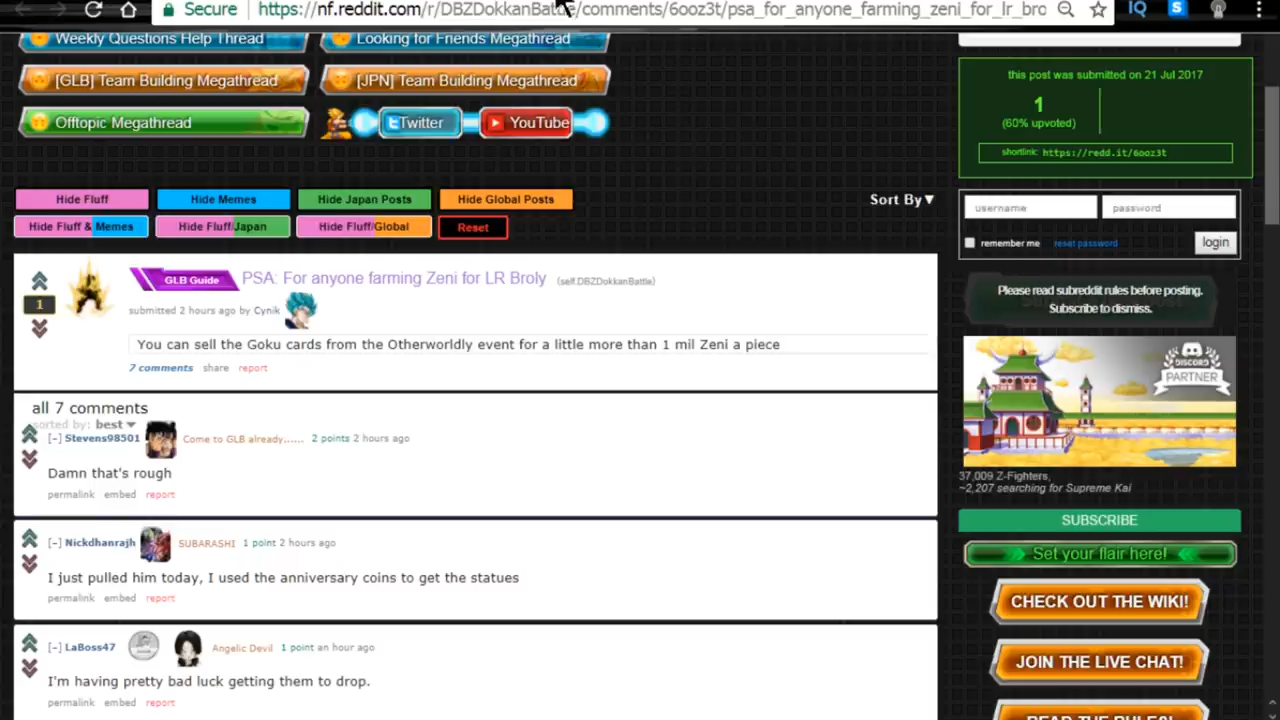 Secure https://nf.reddit.com/r/DBZDokkanBattle/comments/6ooz3t/psa_for_anyone_farming_zeni_for_lr_bro
Weekly Questions Help Thread Looking for Friends Megathread
[GLB] Team Building Megathread [JPN] Team Building Megathread
Offtopic Megathread Twitter YouTube
this post was submitted on 21 Jul 2017
1
(60% upvoted)
shortlink: https://redd.it/6ooz3t
Hide Fluff Hide Memes Hide Japan Posts Hide Global Posts Sort By▼
Hide Fluff & Memes Hide Fluff/Japan Hide Fluff/Global Reset
username password
remember me reset password login
1 GLB Guide PSA: For anyone farming Zeni for LR Broly (self.DBZDokkanBattle)
submitted 2 hours ago by Cynik
You can sell the Goku cards from the Otherworldly event for a little more than 1 mil Zeni a piece
7 comments share report
Please read subreddit rules before posting.
Subscribe to dismiss.
DISCORD
PARTNER
all 7 comments
sorted by: best
[–] Stevens98501 Come to GLB already...... 2 points 2 hours ago
Damn that's rough
permalink embed report
37,009 Z-Fighters,
~2,207 searching for Supreme Kai
SUBSCRIBE
Set your flair here!
[–] Nickdhanrajh SUBARASHI 1 point 2 hours ago
I just pulled him today, I used the anniversary coins to get the statues
permalink embed report
CHECK OUT THE WIKI!
[–] LaBoss47 Angelic Devil 1 point an hour ago
I'm having pretty bad luck getting them to drop.
permalink embed report
JOIN THE LIVE CHAT!
READ THE RULES!